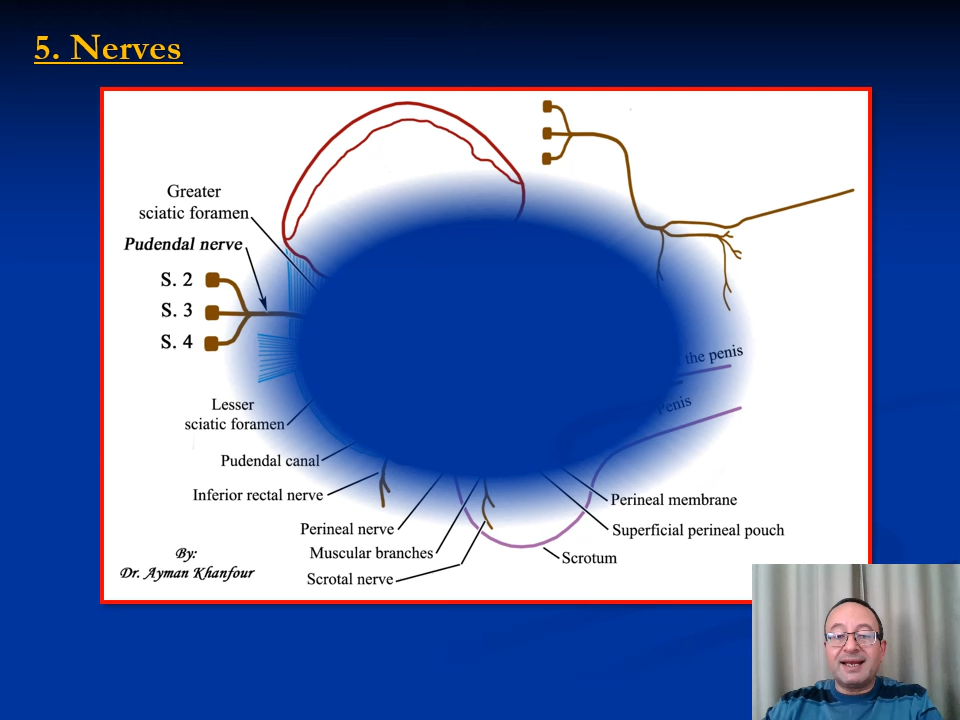 5. Nerves
Greater
sciatic foramen
Pudendal nerve
S. 2
S. 3
S. 4
the penis
Penis
Lesser
sciatic foramen
Pudendal canal
Inferior rectal nerve
Perineal nerve
Muscular branches
Scrotal nerve
Perineal membrane
Superficial perineal pouch
Scrotum
By:
Dr. Ayman Khanfour